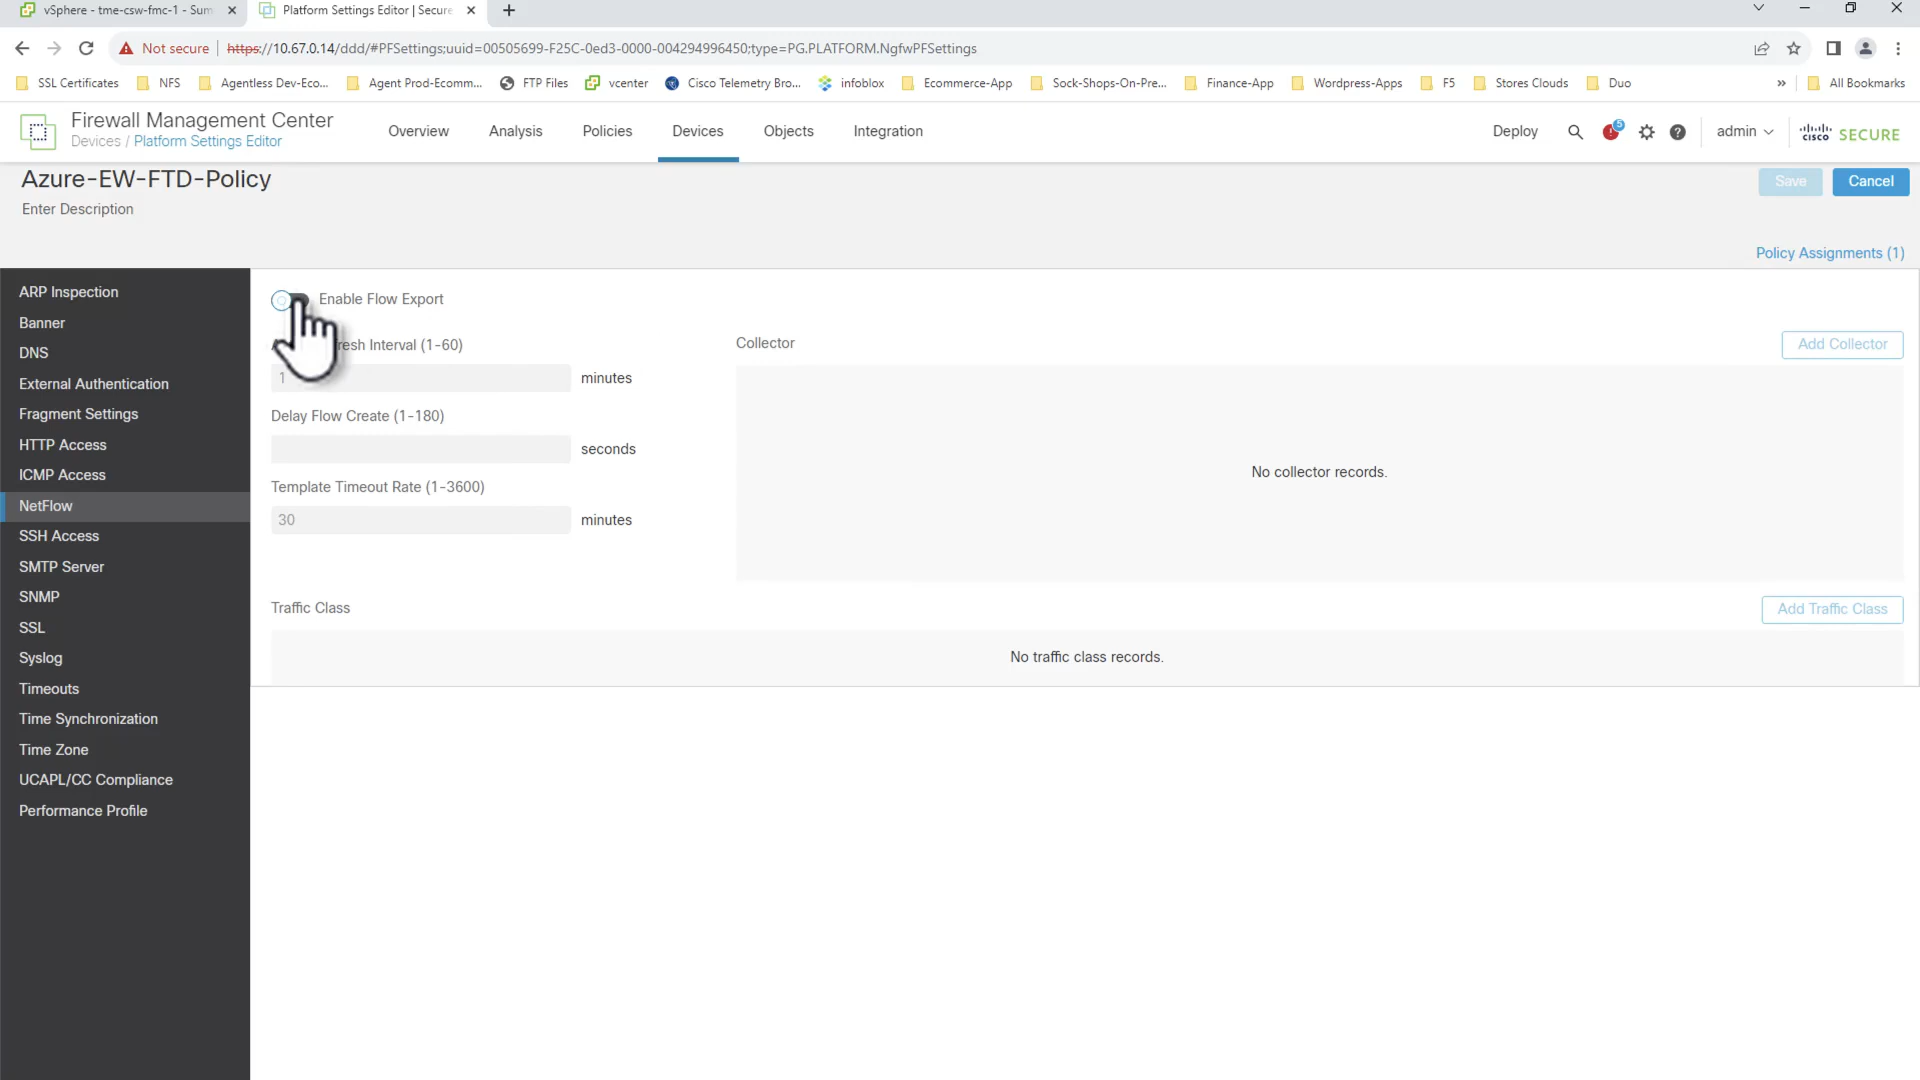 vSphere - tme-csw-fmc-1 - Sum
Platform Settings Editor | Secure
Not secure
https://10.67.0.14/ddd/#PFSettings;uuid=00505699-F25C-0ed3-0000-004294996450;type=PG.PLATFORM.NgfwPFSettings
SSL Certificates
NFS
Agentless Dev-Eco...
Agent Prod-Ecomm...
FTP Files
vcenter
Cisco Telemetry Bro...
infoblox
Ecommerce-App
Sock-Shops-On-Pre...
Finance-App
Wordpress-Apps
F5
Stores Clouds
Duo
»
All Bookmarks
Firewall Management Center
Devices / Platform Settings Editor
Overview
Analysis
Policies
Devices
Objects
Integration
Deploy
5
admin
cisco SECURE
Azure-EW-FTD-Policy
Enter Description
Save
Cancel
Policy Assignments (1)
ARP Inspection
Banner
DNS
External Authentication
Fragment Settings
HTTP Access
ICMP Access
NetFlow
SSH Access
SMTP Server
SNMP
SSL
Syslog
Timeouts
Time Synchronization
Time Zone
UCAPL/CC Compliance
Performance Profile
Enable Flow Export
Interval (1-60)
1
minutes
Delay Flow Create (1-180)
seconds
Template Timeout Rate (1-3600)
30
minutes
Collector
Add Collector
No collector records.
Traffic Class
Add Traffic Class
No traffic class records.